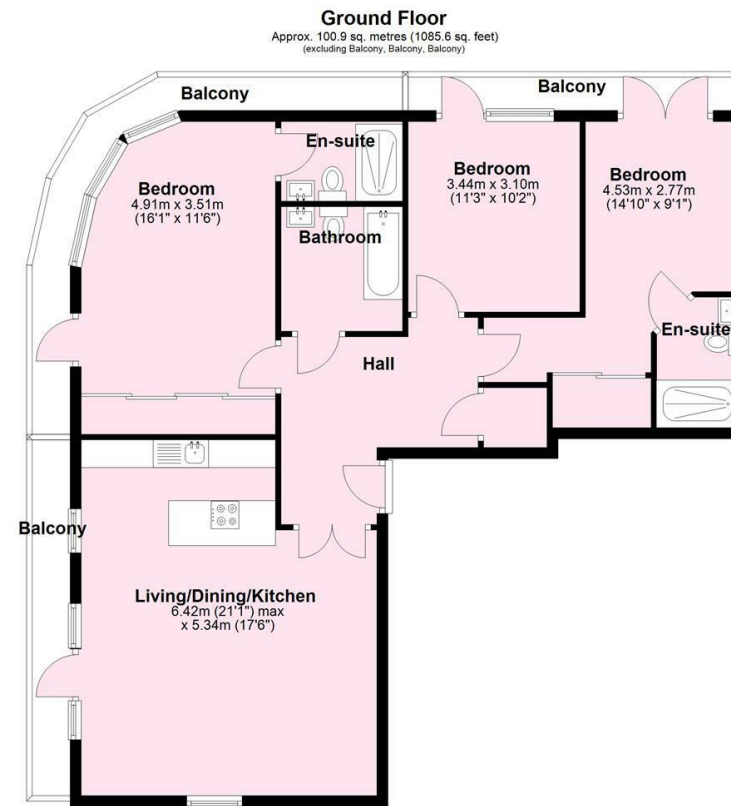 Ground Floor
Approx. 100.9 sq. metres (1085.6 sq. feet)
(excluding Balcony, Balcony, Balcony)
Balcony
Balcony
En-suite
Bedroom
4.91m x 3.51m
(16'1" x 11'6")
Bedroom
3.44m x 3.10m
(11'3" x 10'2")
Bedroom
4.53m x 2.77m
(14'10" x 9'1")
Bathroom
En-suite
Hall
Balcony
Living/Dining/Kitchen
6.42m (21'1") max
x 5.34m (17'6")